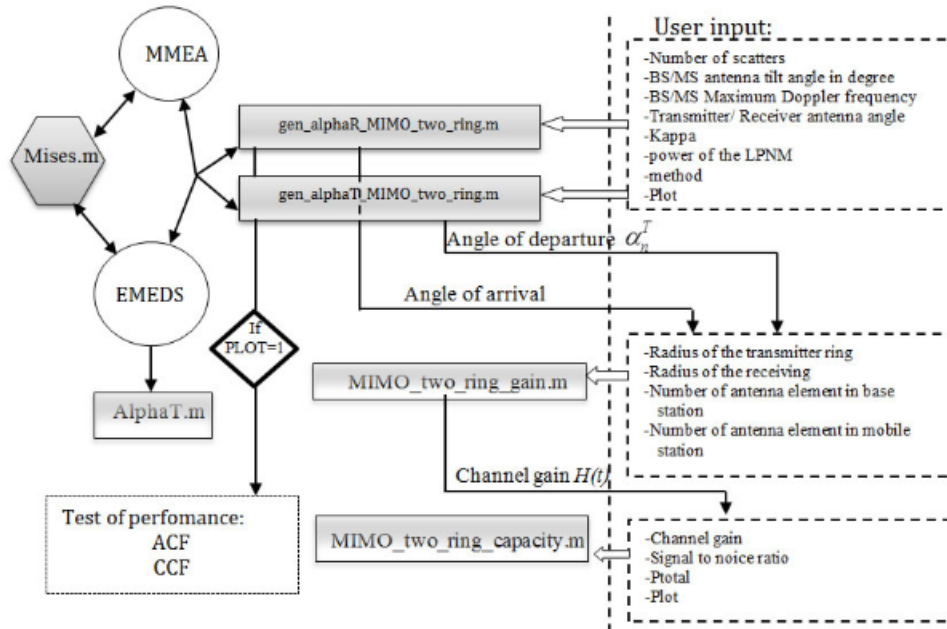 User input:
-Number of scatters
-BS/MS antenna tilt angle in degree
-BS/MS Maximum Doppler frequency
-Transmitter/ Receiver antenna angle
-Kappa
-power of the LPNM
-method
-Plot
MMEA
Mises.m
EMEDS
AlphaT.m
gen_alphaR_MIMO_two_ring.m
gen_alphaT_MIMO_two_ring.m
Angle of departure α_n^T
Angle of arrival
If
PLOT=1
-Radius of the transmitter ring
-Radius of the receiving
-Number of antenna element in base
station
-Number of antenna element in mobile
station
MIMO_two_ring_gain.m
Channel gain H(t)
Test of perfomance:
ACF
CCF
MIMO_two_ring_capacity.m
-Channel gain
-Signal to noice ratio
-Ptotal
-Plot